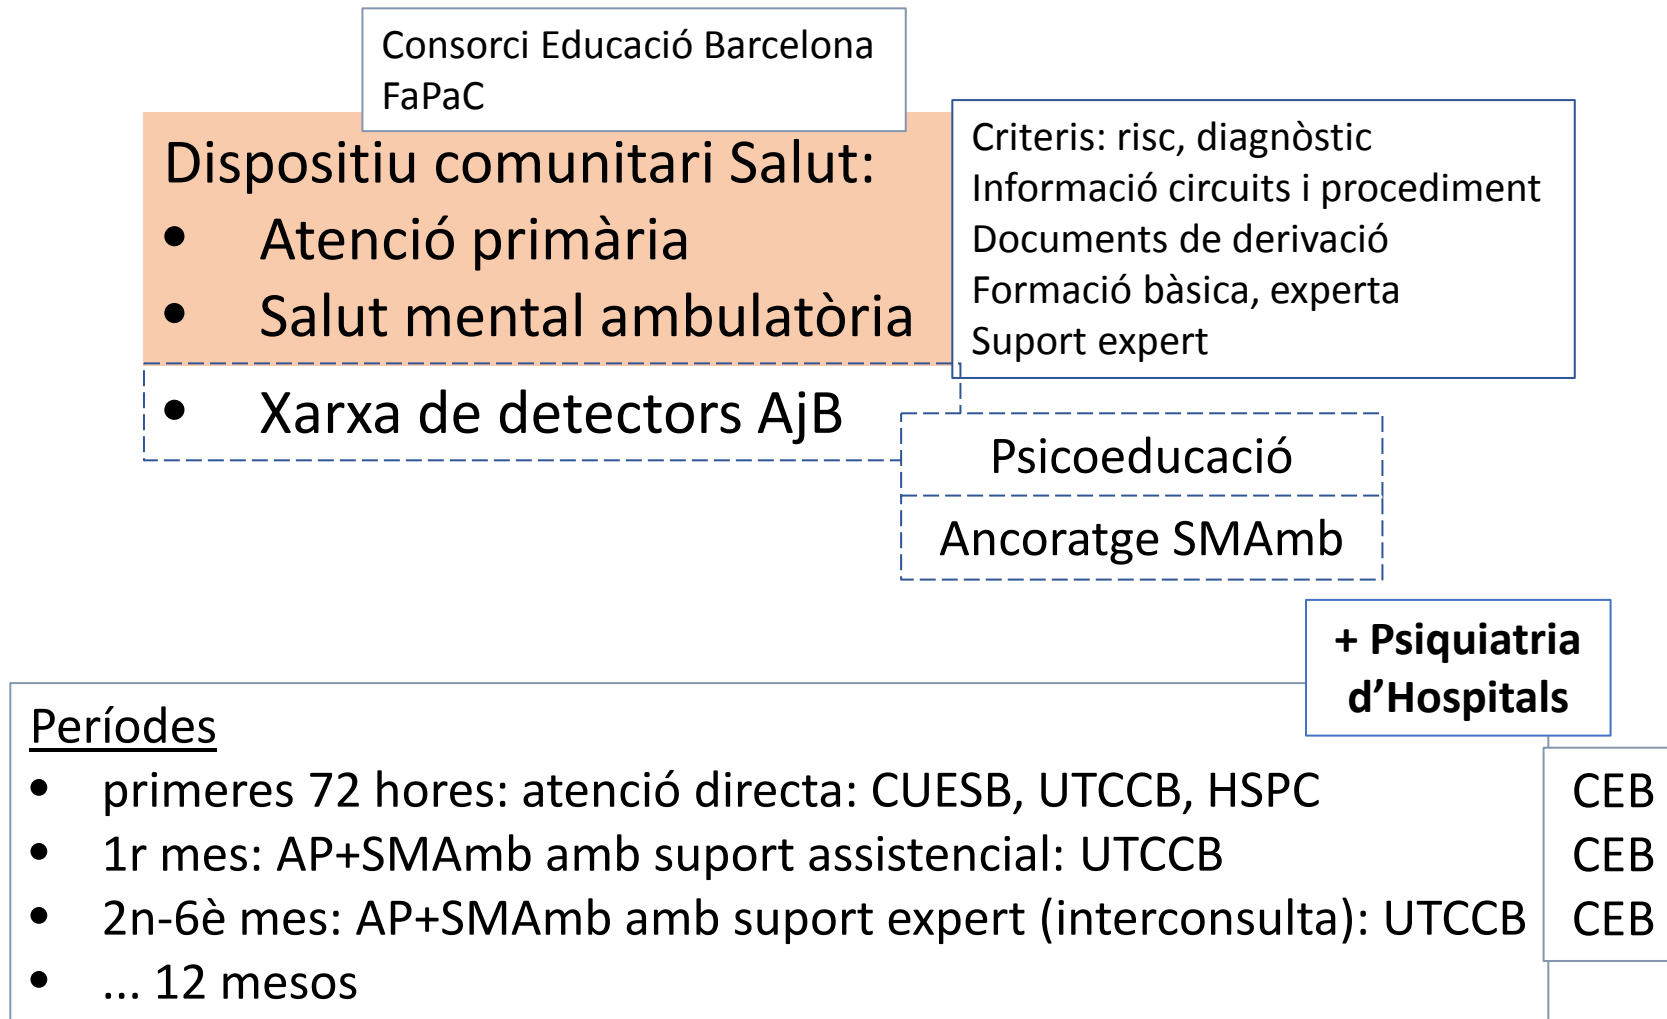 Consorci Educació Barcelona
FaPaC
Dispositiu comunitari Salut:
• Atenció primària
• Salut mental ambulatòria
• Xarxa de detectors AjB
Criteris: risc, diagnòstic
Informació circuits i procediment
Documents de derivació
Formació bàsica, experta
Suport expert
Psicoeducació
Ancoratge SMAmb
+ Psiquiatria
d’Hospitals
Períodes
• primeres 72 hores: atenció directa: CUESB, UTCCB, HSPC CEB
• 1r mes: AP+SMAmb amb suport assistencial: UTCCB CEB
• 2n-6è mes: AP+SMAmb amb suport expert (interconsulta): UTCCB CEB
• ... 12 mesos